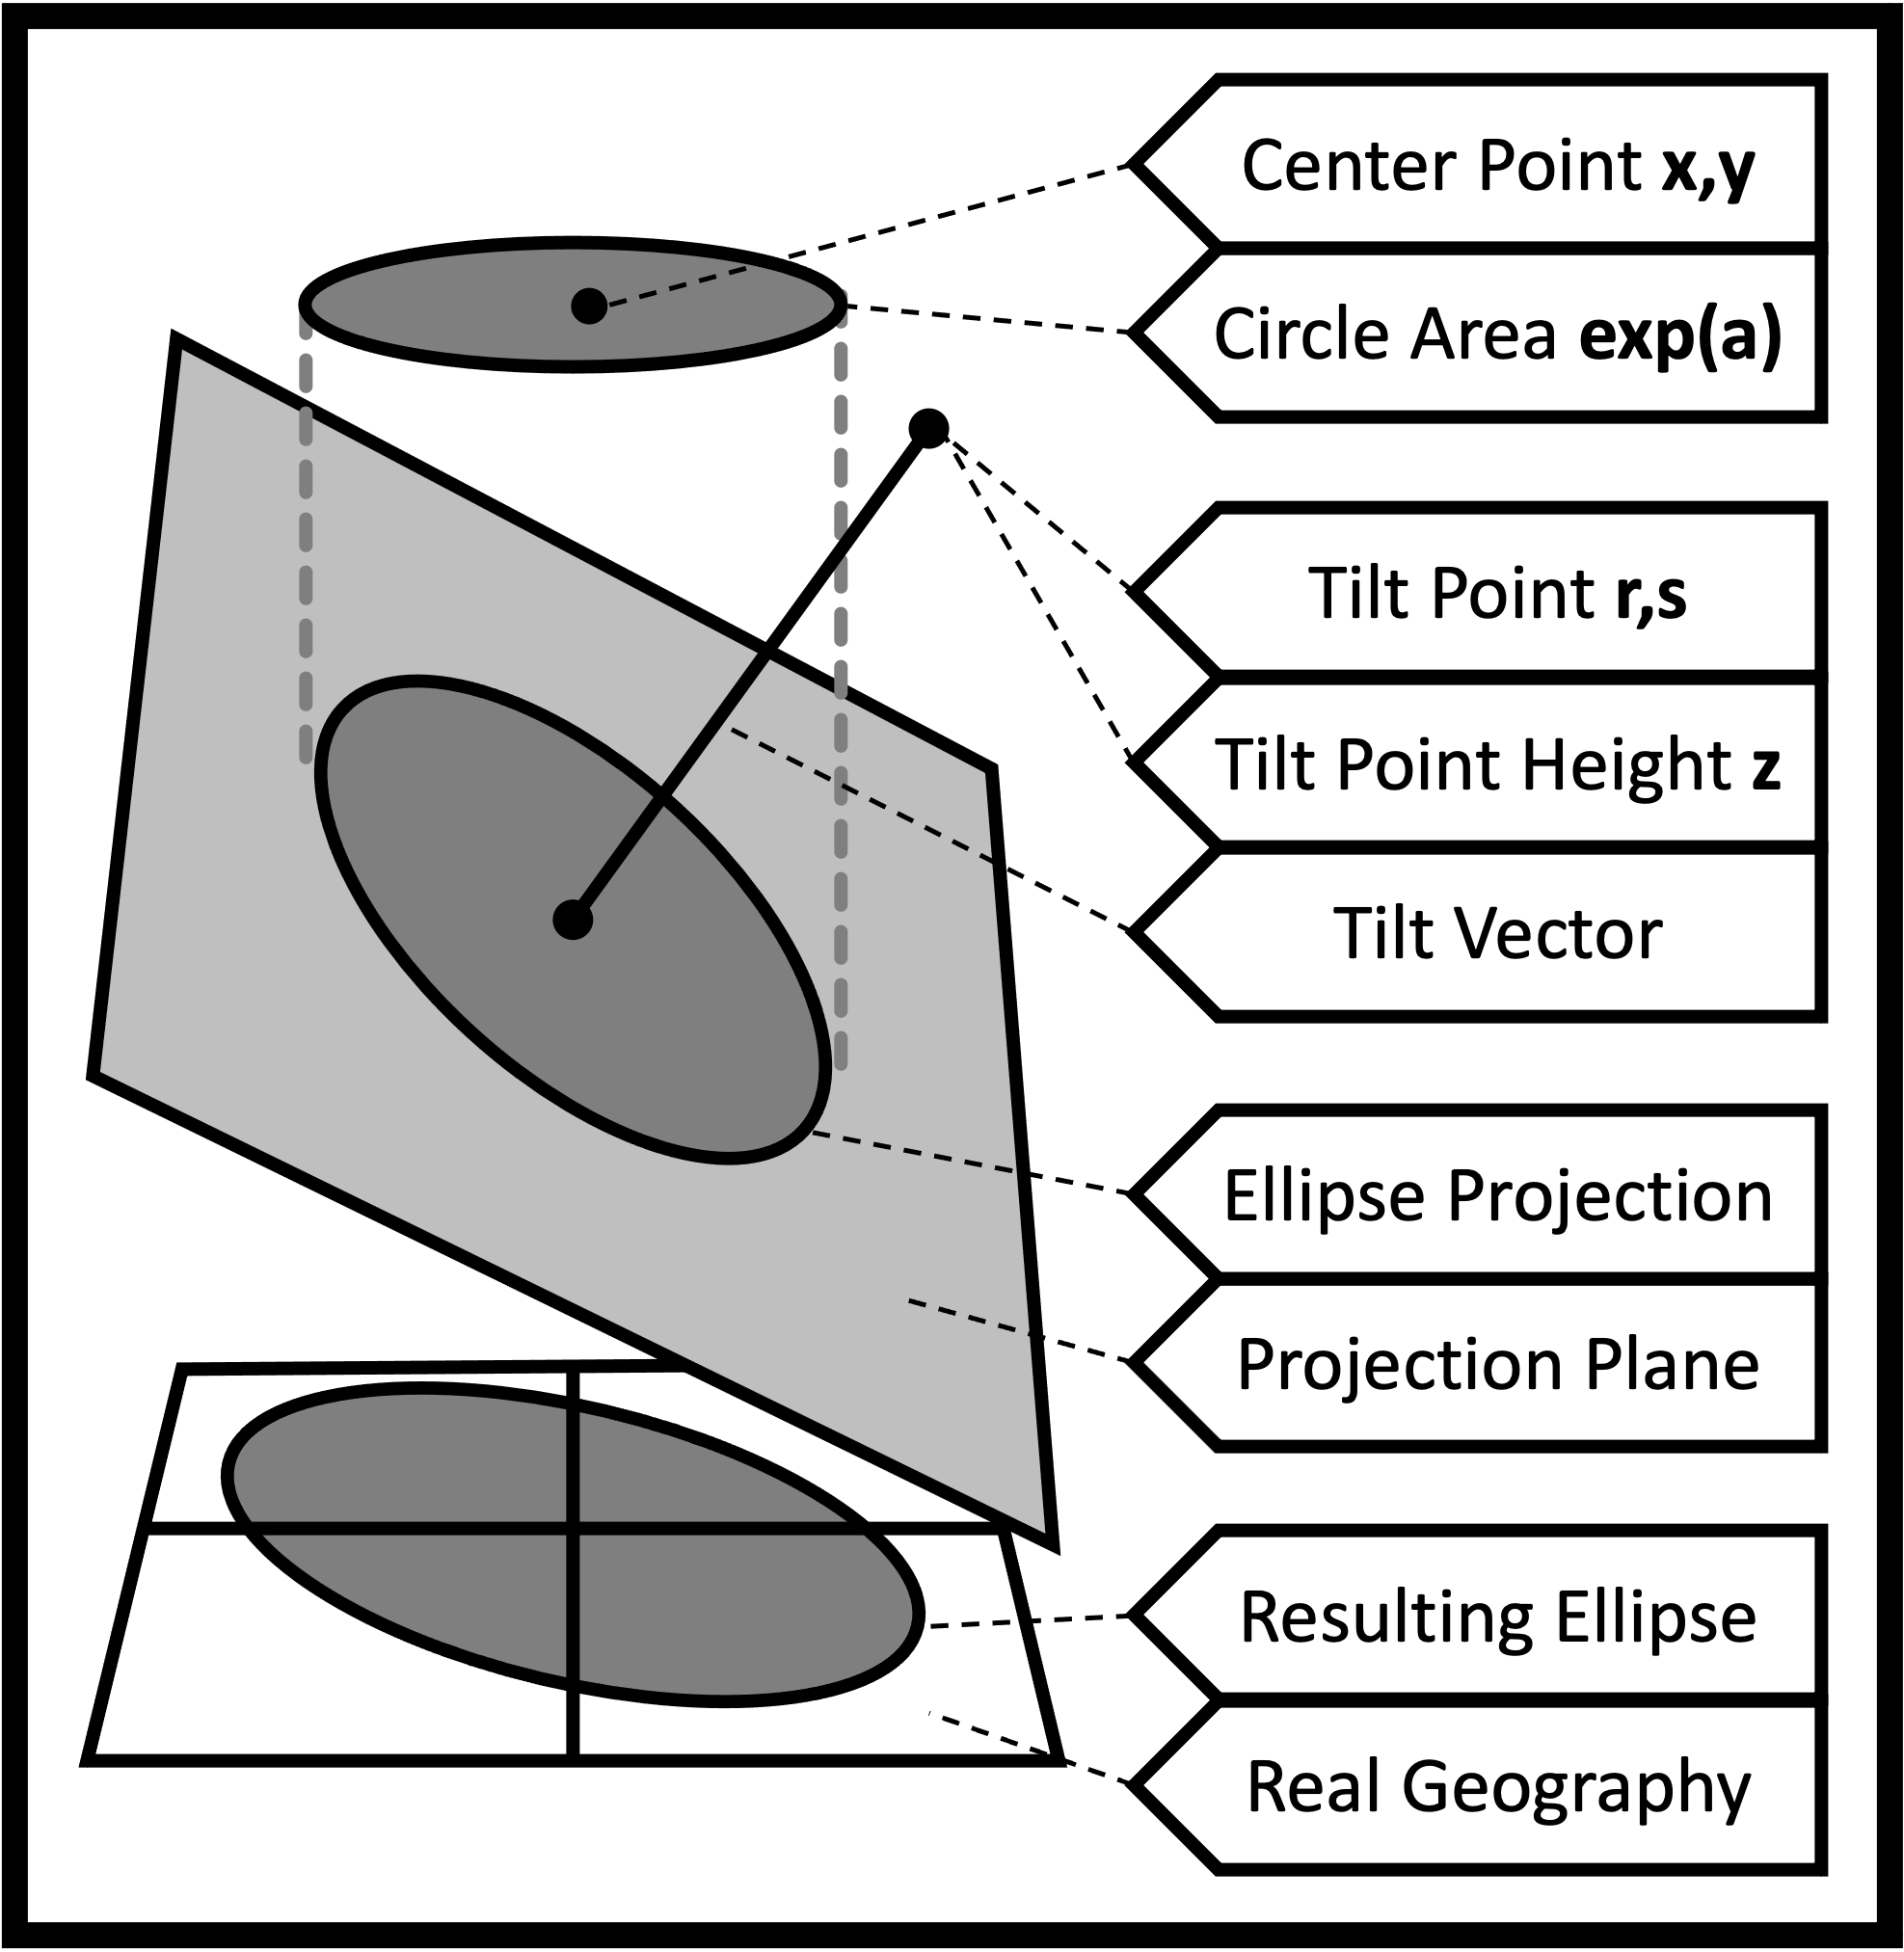 Center Point x,y
Circle Area exp(a)
Tilt Point r,s
Tilt Point Height z
Tilt Vector
Ellipse Projection
Projection Plane
Resulting Ellipse
Real Geography